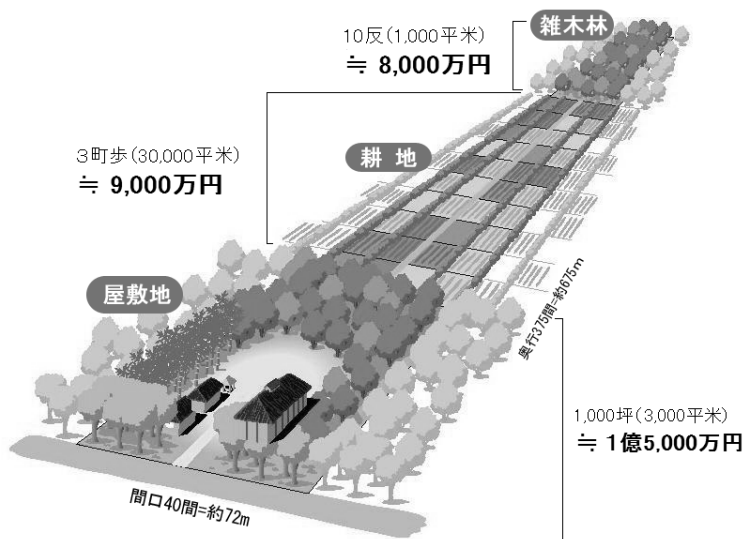 雑木林
10反(1,000平米)
≒ 8,000万円
耕地
3町歩(30,000平米)
≒ 9,000万円
屋敷地
奥行375間=約675m
1,000坪(3,000平米)
≒ 1億5,000万円
間口40間=約72m